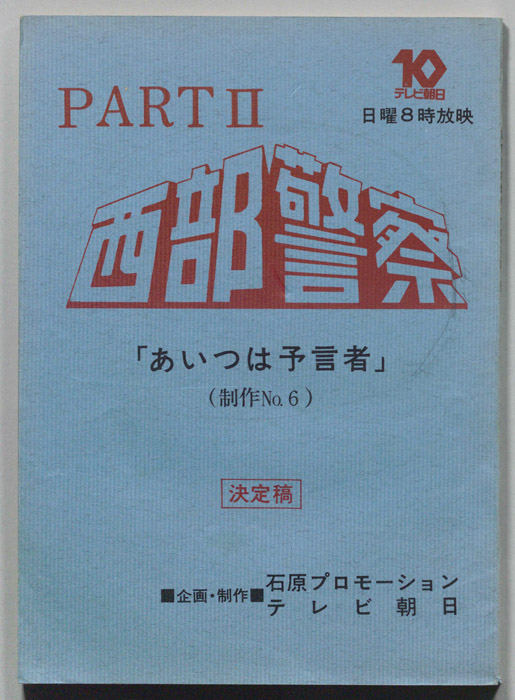 10
テレビ朝日
日曜8時放映
PART II
西部警察
「あいつは予言者」
(制作No.6)
決定稿
■企画・制作■石原プロモーション
テレビ朝日